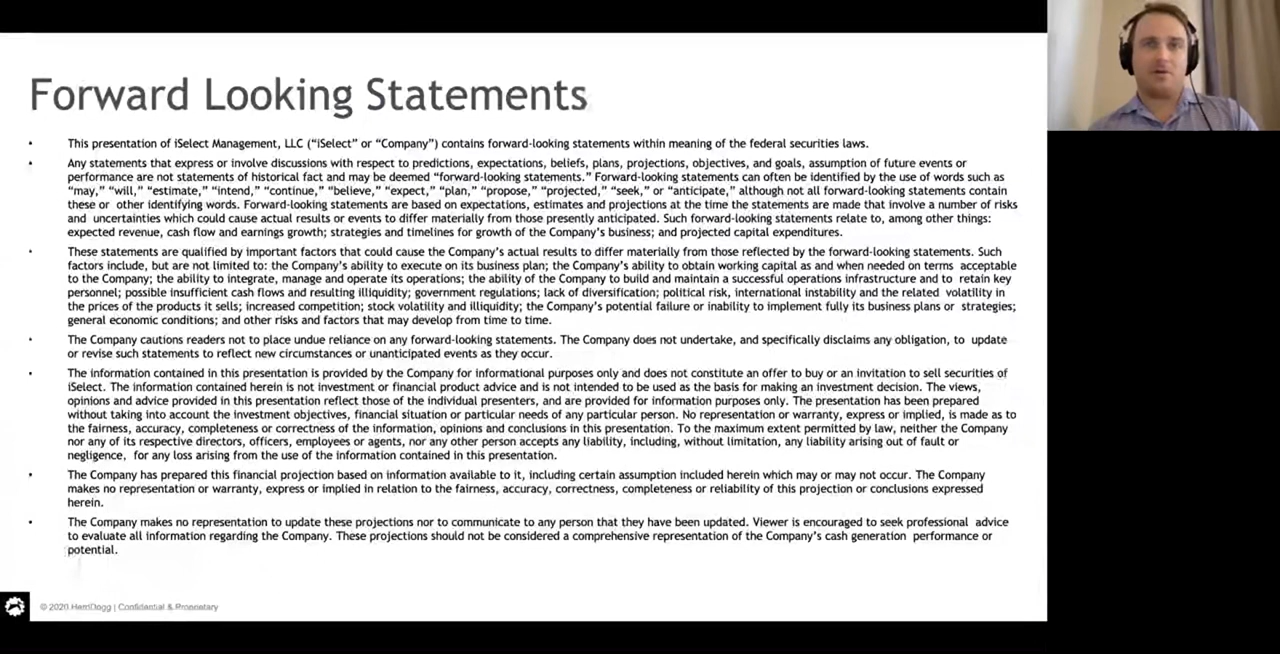 Forward Looking Statements
• This presentation of iSelect Management, LLC (“iSelect” or “Company”) contains forward-looking statements within meaning of the federal securities laws.
• Any statements that express or involve discussions with respect to predictions, expectations, beliefs, plans, projections, objectives, and goals, assumption of future events or
performance are not statements of historical fact and may be deemed “forward-looking statements.” Forward-looking statements can often be identified by the use of words such as
“may,” “will,” “estimate,” “intend,” “continue,” “believe,” “expect,” “plan,” “propose,” “projected,” “seek,” or “anticipate,” although not all forward-looking statements contain
these or other identifying words. Forward-looking statements are based on expectations, estimates and projections at the time the statements are made that involve a number of risks
and uncertainties which could cause actual results or events to differ materially from those presently anticipated. Such forward-looking statements relate to, among other things:
expected revenue, cash flow and earnings growth; strategies and timelines for growth of the Company’s business; and projected capital expenditures.
• These statements are qualified by important factors that could cause the Company’s actual results to differ materially from those reflected by the forward-looking statements. Such
factors include, but are not limited to: the Company’s ability to execute on its business plan; the Company’s ability to obtain working capital as and when needed on terms acceptable
to the Company; the ability to integrate, manage and operate its operations; the ability of the Company to build and maintain a successful operations infrastructure and to retain key
personnel; possible insufficient cash flows and resulting illiquidity; government regulations; lack of diversification; political risk, international instability and the related volatility in
the prices of the products it sells; increased competition; stock volatility and illiquidity; the Company’s potential failure or inability to implement fully its business plans or strategies;
general economic conditions; and other risks and factors that may develop from time to time.
• The Company cautions readers not to place undue reliance on any forward-looking statements. The Company does not undertake, and specifically disclaims any obligation, to update
or revise such statements to reflect new circumstances or unanticipated events as they occur.
• The information contained in this presentation is provided by the Company for informational purposes only and does not constitute an offer to buy or an invitation to sell securities of
iSelect. The information contained herein is not investment or financial product advice and is not intended to be used as the basis for making an investment decision. The views,
opinions and advice provided in this presentation reflect those of the individual presenters, and are provided for information purposes only. The presentation has been prepared
without taking into account the investment objectives, financial situation or particular needs of any particular person. No representation or warranty, express or implied, is made as to
the fairness, accuracy, completeness or correctness of the information, opinions and conclusions in this presentation. To the maximum extent permitted by law, neither the Company
nor any of its respective directors, officers, employees or agents, nor any other person accepts any liability, including, without limitation, any liability arising out of fault or
negligence, for any loss arising from the use of the information contained in this presentation.
• The Company has prepared this financial projection based on information available to it, including certain assumption included herein which may or may not occur. The Company
makes no representation or warranty, express or implied in relation to the fairness, accuracy, correctness, completeness or reliability of this projection or conclusions expressed
herein.
• The Company makes no representation to update these projections nor to communicate to any person that they have been updated. Viewer is encouraged to seek professional advice
to evaluate all information regarding the Company. These projections should not be considered a comprehensive representation of the Company’s cash generation performance or
potential.
© 2020 HerdDogg | Confidential & Proprietary